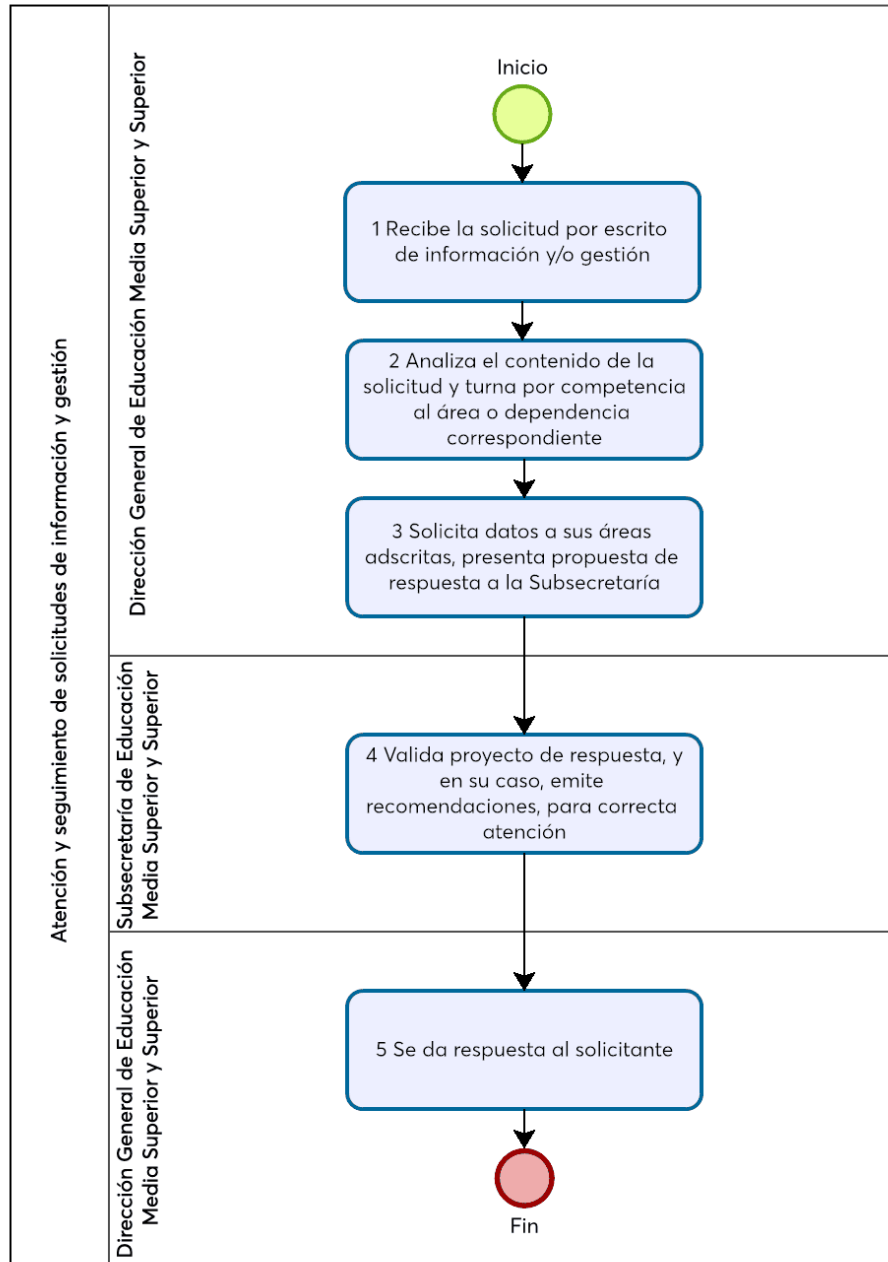 Atención y seguimiento de solicitudes de información y gestión
Dirección General de Educación Media Superior y Superior
Inicio
1 Recibe la solicitud por escrito
de información y/o gestión
2 Analiza el contenido de la
solicitud y turna por competencia
al área o dependencia
correspondiente
3 Solicita datos a sus áreas
adscritas, presenta propuesta de
respuesta a la Subsecretaría
Subsecretaría de Educación
Media Superior y Superior
4 Valida proyecto de respuesta, y
en su caso, emite
recomendaciones, para correcta
atención
Dirección General de Educación
Media Superior y Superior
5 Se da respuesta al solicitante
Fin